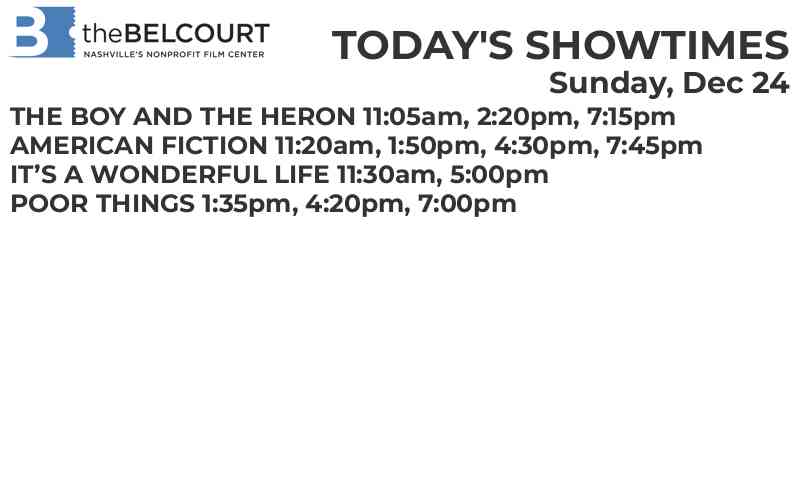 B theBELCOURT
NASHVILLE'S NONPROFIT FILM CENTER
TODAY'S SHOWTIMES
Sunday, Dec 24
THE BOY AND THE HERON 11:05am, 2:20pm, 7:15pm
AMERICAN FICTION 11:20am, 1:50pm, 4:30pm, 7:45pm
IT’S A WONDERFUL LIFE 11:30am, 5:00pm
POOR THINGS 1:35pm, 4:20pm, 7:00pm